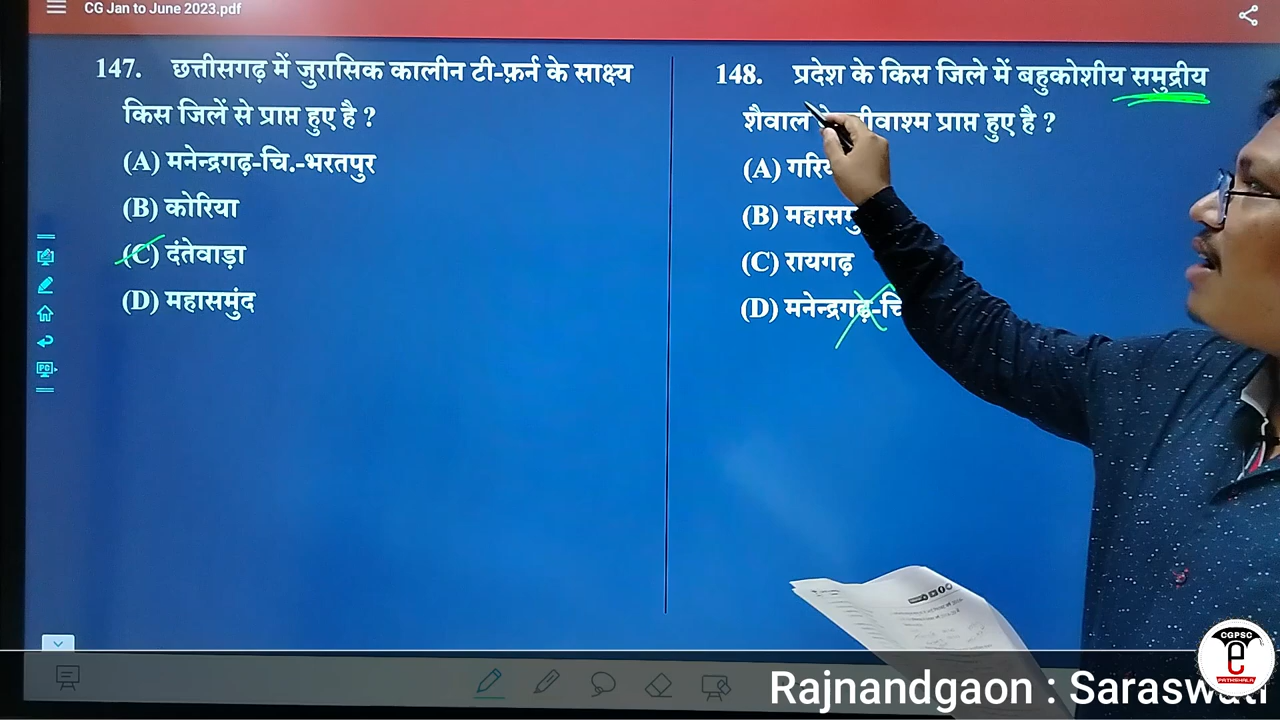 CG Jan to June 2023.pdf
147. छत्तीसगढ़ में जुरासिक कालीन टी-फ़र्न के साक्ष्य
किस जिलें से प्राप्त हुए है ?
(A) मनेन्द्रगढ़-चि.-भरतपुर
(B) कोरिया
(C) दंतेवाड़ा
(D) महासमुंद
148. प्रदेश के किस जिले में बहुकोशीय समुद्रीय
शैवाल प्राप्त हुए है ?
(A)
(B)
(C) रायगढ़
(D) मनेन्द्रगढ़-चि
Rajnandgaon :
CGPSC
e
PATHSHALA